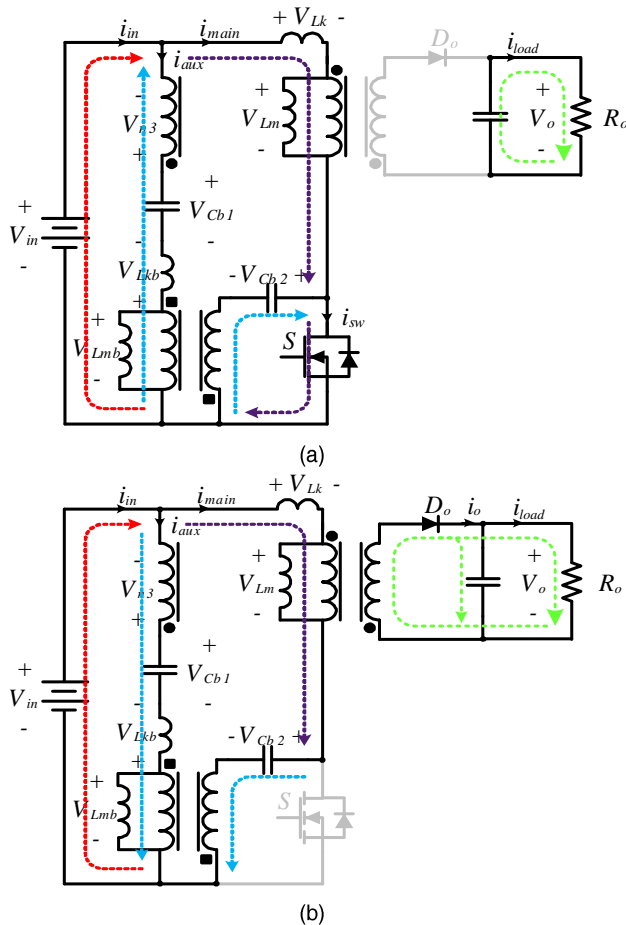 + V_Lk -
i_in
i_main
i_aux
D_o
i_load
-
V_n3
+
+
V_Lm
-
+
V_o
-
R_o
+
V_in
-
+
V_Cb1
-
-
V_Lkb
+
- V_Cb2 +
+
V_Lmb
-
S
i_sw
(a)
+ V_Lk -
i_in
i_main
i_aux
D_o
i_o
i_load
-
V_n3
+
+
V_Lm
-
+
V_o
-
R_o
+
V_in
-
+
V_Cb1
-
-
V_Lkb
+
- V_Cb2 +
+
V_Lmb
-
S
(b)